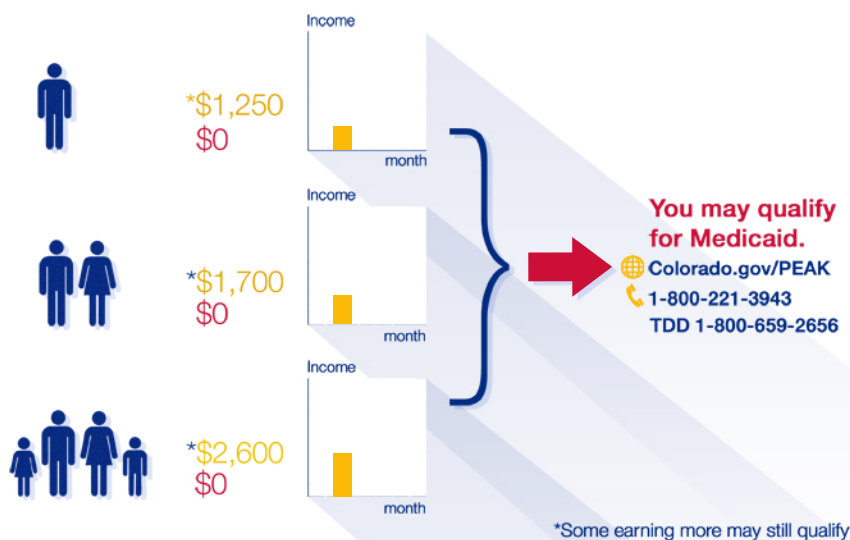 Income
*$1,250
$0
month
Income
*$1,700
$0
month
Income
*$2,600
$0
month
You may qualify
for Medicaid.
Colorado.gov/PEAK
1-800-221-3943
TDD 1-800-659-2656
*Some earning more may still qualify